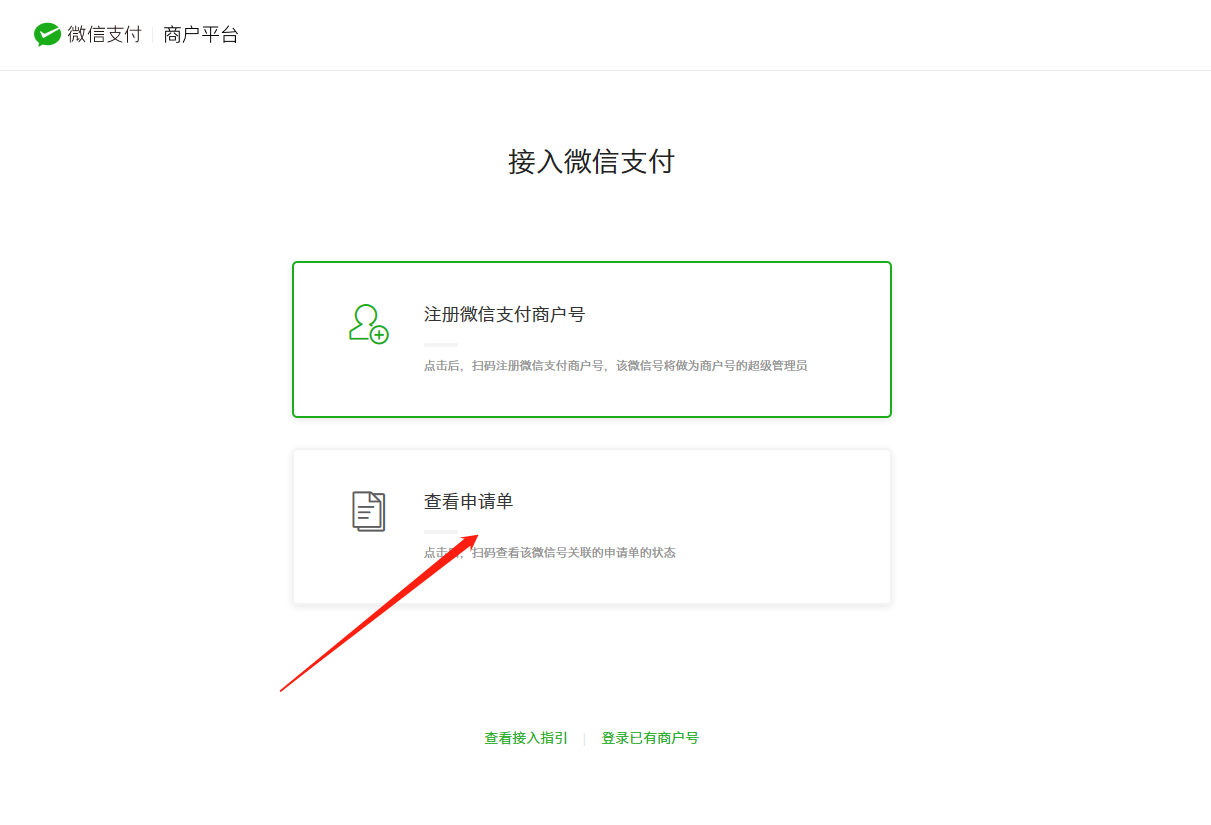 微信支付 商户平台
接入微信支付
注册微信支付商户号
点击后，扫码注册微信支付商户号，该微信号将做为商户号的超级管理员
查看申请单
点击后，扫码查看该微信号关联的申请单的状态
查看接入指引 | 登录已有商户号